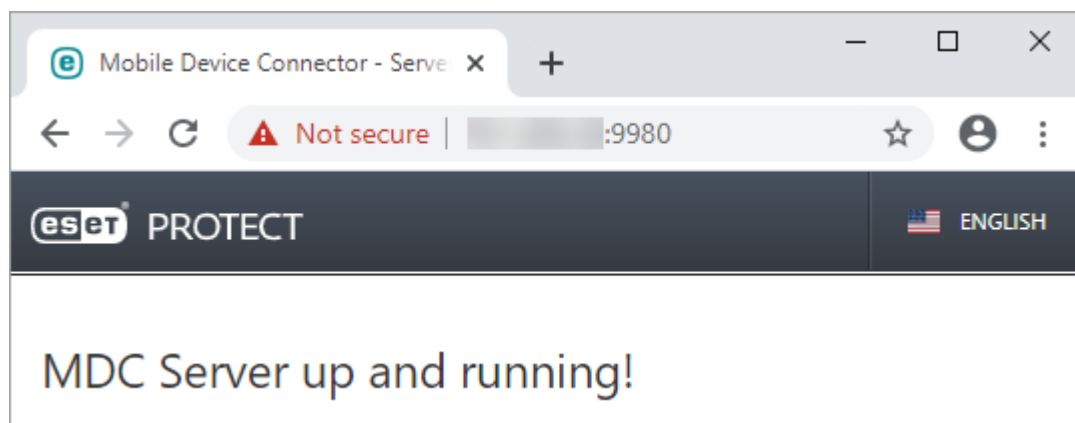 Mobile Device Connector - Serve
Not secure | :9980
eset PROTECT
ENGLISH
MDC Server up and running!